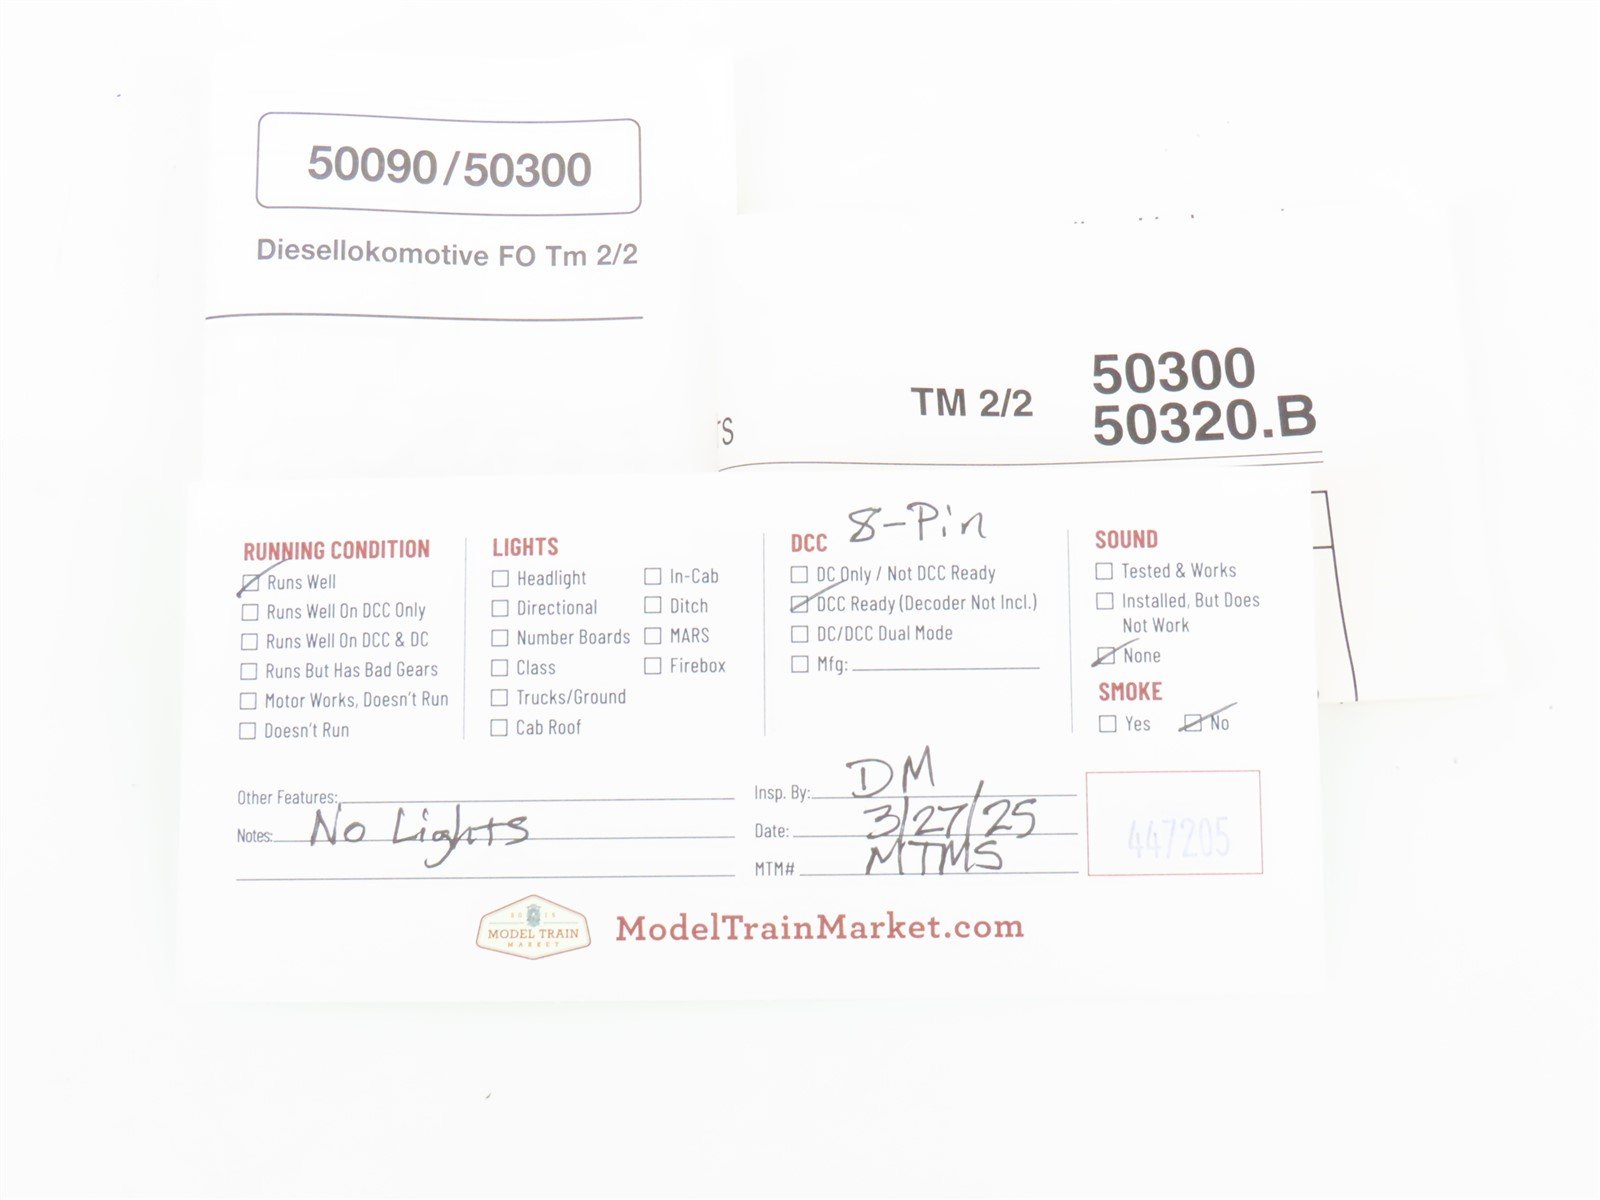 50090/50300
Diesellokomotive FO Tm 2/2
TM 2/2
50300
50320.B
RUNNING CONDITION
Runs Well
Runs Well On DCC Only
Runs Well On DCC & DC
Runs But Has Bad Gears
Motor Works, Doesn't Run
Doesn't Run
LIGHTS
Headlight
Directional
Number Boards
Class
Trucks/Ground
Cab Roof
In-Cab
Ditch
MARS
Firebox
DCC 8-Pin
DC Only / Not DCC Ready
DCC Ready (Decoder Not Incl.)
DC/DCC Dual Mode
Mfg:
SOUND
Tested & Works
Installed, But Does
Not Work
None
SMOKE
Yes No
Other Features:
Notes: No Lights
Insp. By: DM
Date: 3/27/25
MTM# MTMS
447205
2015
MODEL TRAIN
MARKET
ModelTrainMarket.com